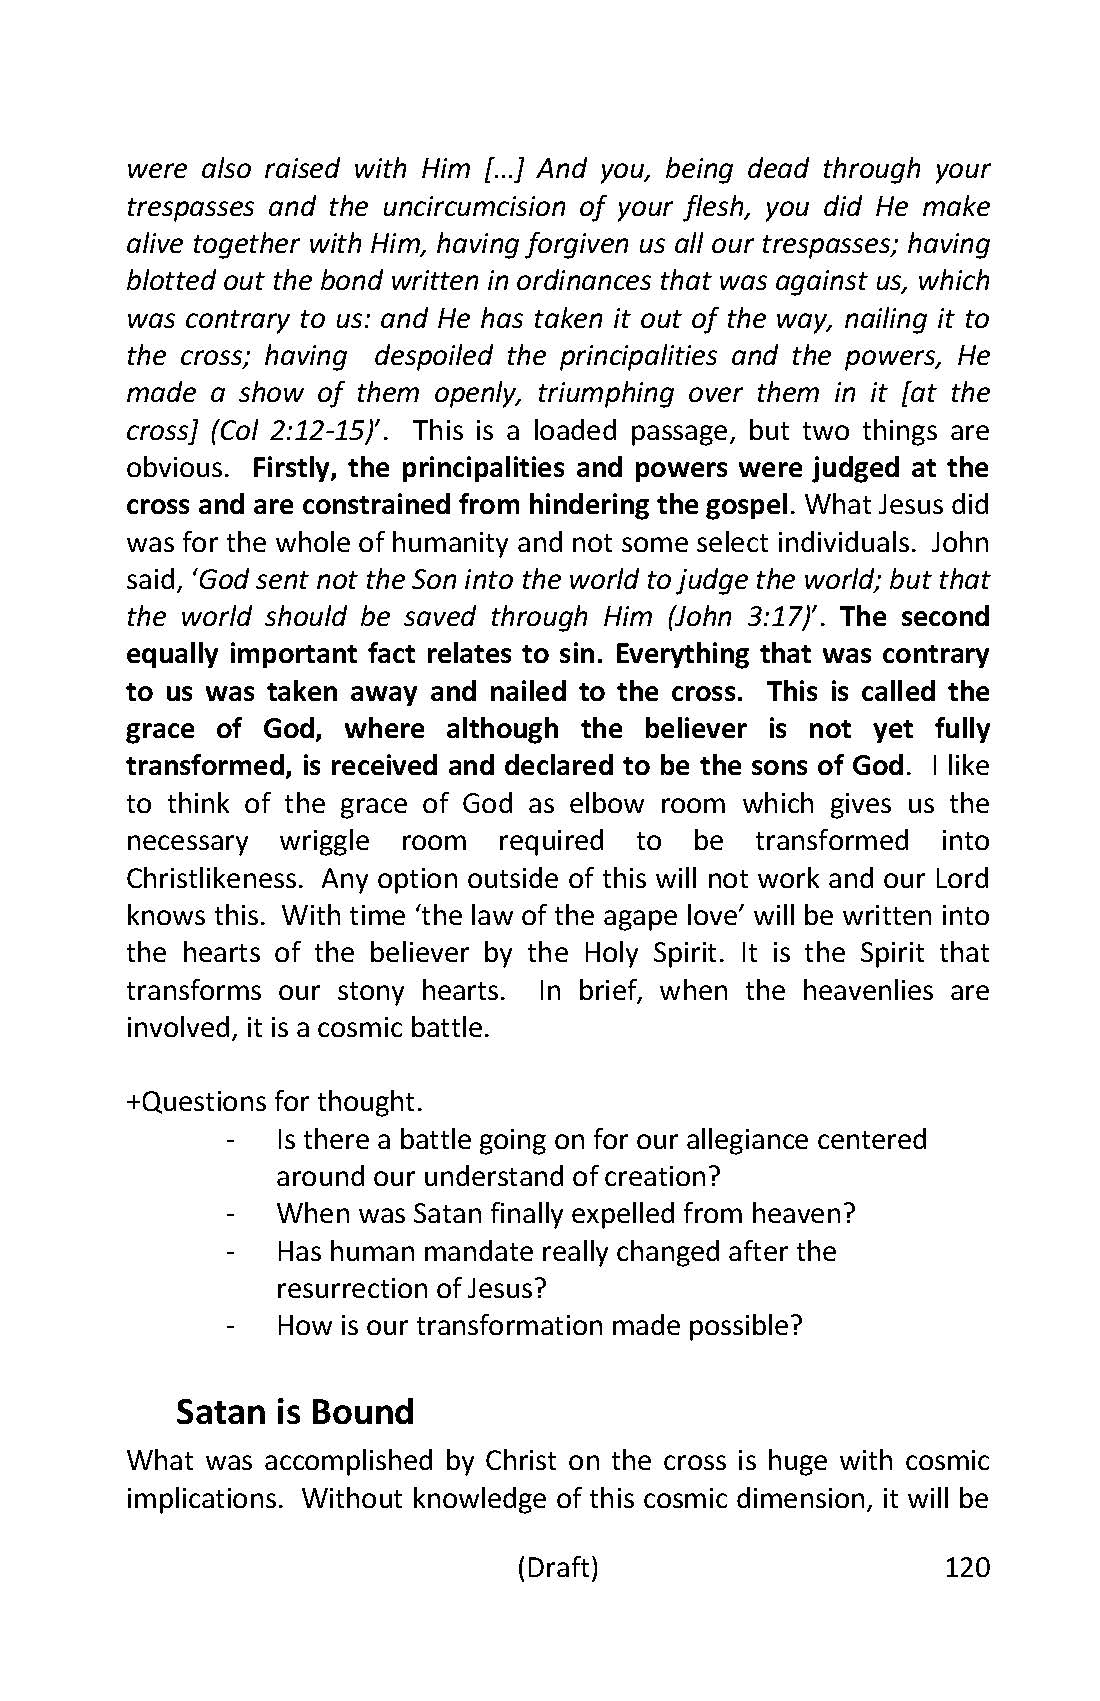 were also raised with Him [...] And you, being dead through your
trespasses and the uncircumcision of your flesh, you did He make
alive together with Him, having forgiven us all our trespasses; having
blotted out the bond written in ordinances that was against us, which
was contrary to us: and He has taken it out of the way, nailing it to
the cross; having despoiled the principalities and the powers, He
made a show of them openly, triumphing over them in it [at the
cross] (Col 2:12-15)’. This is a loaded passage, but two things are
obvious. Firstly, the principalities and powers were judged at the
cross and are constrained from hindering the gospel. What Jesus did
was for the whole of humanity and not some select individuals. John
said, ‘God sent not the Son into the world to judge the world; but that
the world should be saved through Him (John 3:17)’. The second
equally important fact relates to sin. Everything that was contrary
to us was taken away and nailed to the cross. This is called the
grace of God, where although the believer is not yet fully
transformed, is received and declared to be the sons of God. I like
to think of the grace of God as elbow room which gives us the
necessary wriggle room required to be transformed into
Christlikeness. Any option outside of this will not work and our Lord
knows this. With time ‘the law of the agape love’ will be written into
the hearts of the believer by the Holy Spirit. It is the Spirit that
transforms our stony hearts. In brief, when the heavenlies are
involved, it is a cosmic battle.
+Questions for thought.
- Is there a battle going on for our allegiance centered
around our understand of creation?
- When was Satan finally expelled from heaven?
- Has human mandate really changed after the
resurrection of Jesus?
- How is our transformation made possible?
Satan is Bound
What was accomplished by Christ on the cross is huge with cosmic
implications. Without knowledge of this cosmic dimension, it will be
(Draft) 120